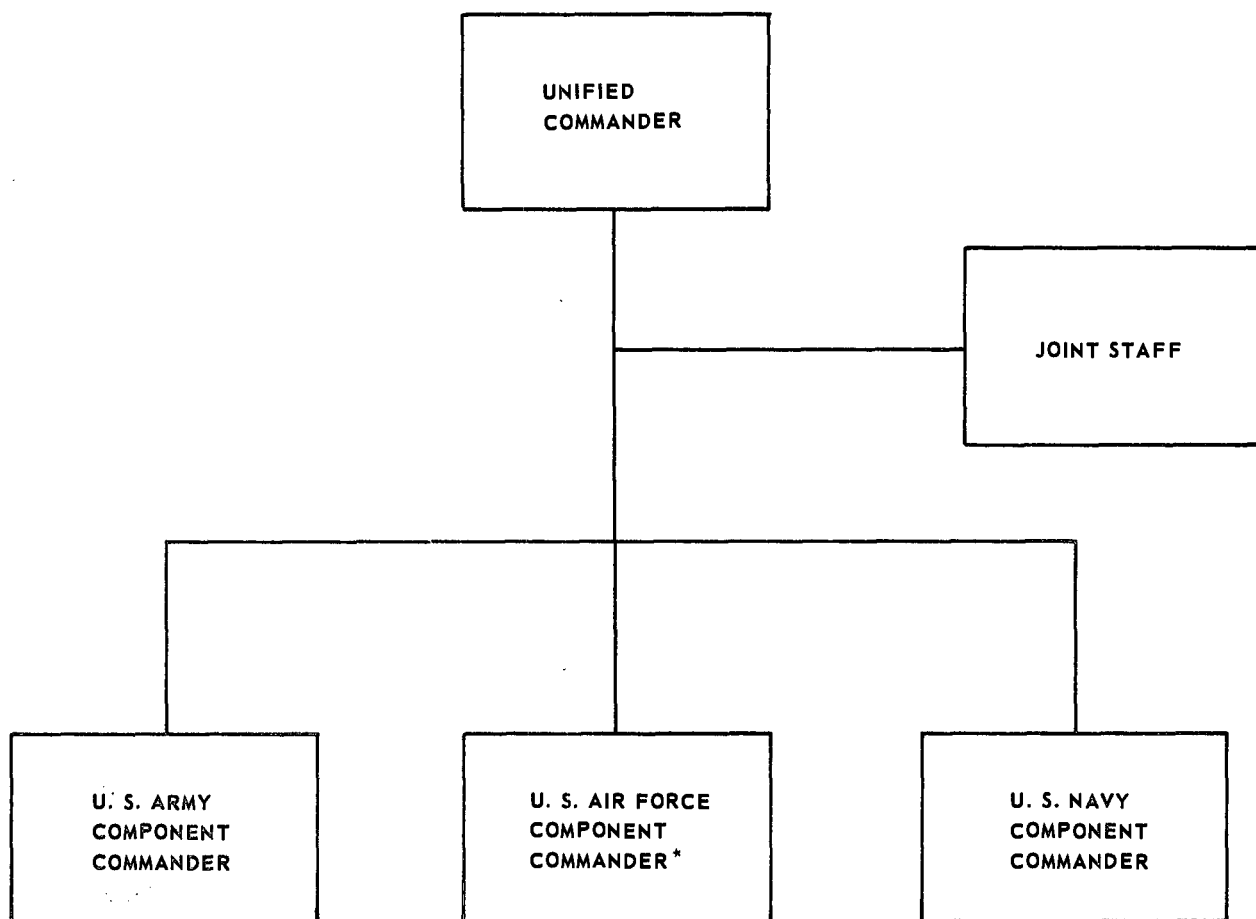 UNIFIED
COMMANDER
JOINT STAFF
U. S. ARMY
COMPONENT
COMMANDER
U. S. AIR FORCE
COMPONENT
COMMANDER*
U. S. NAVY
COMPONENT
COMMANDER